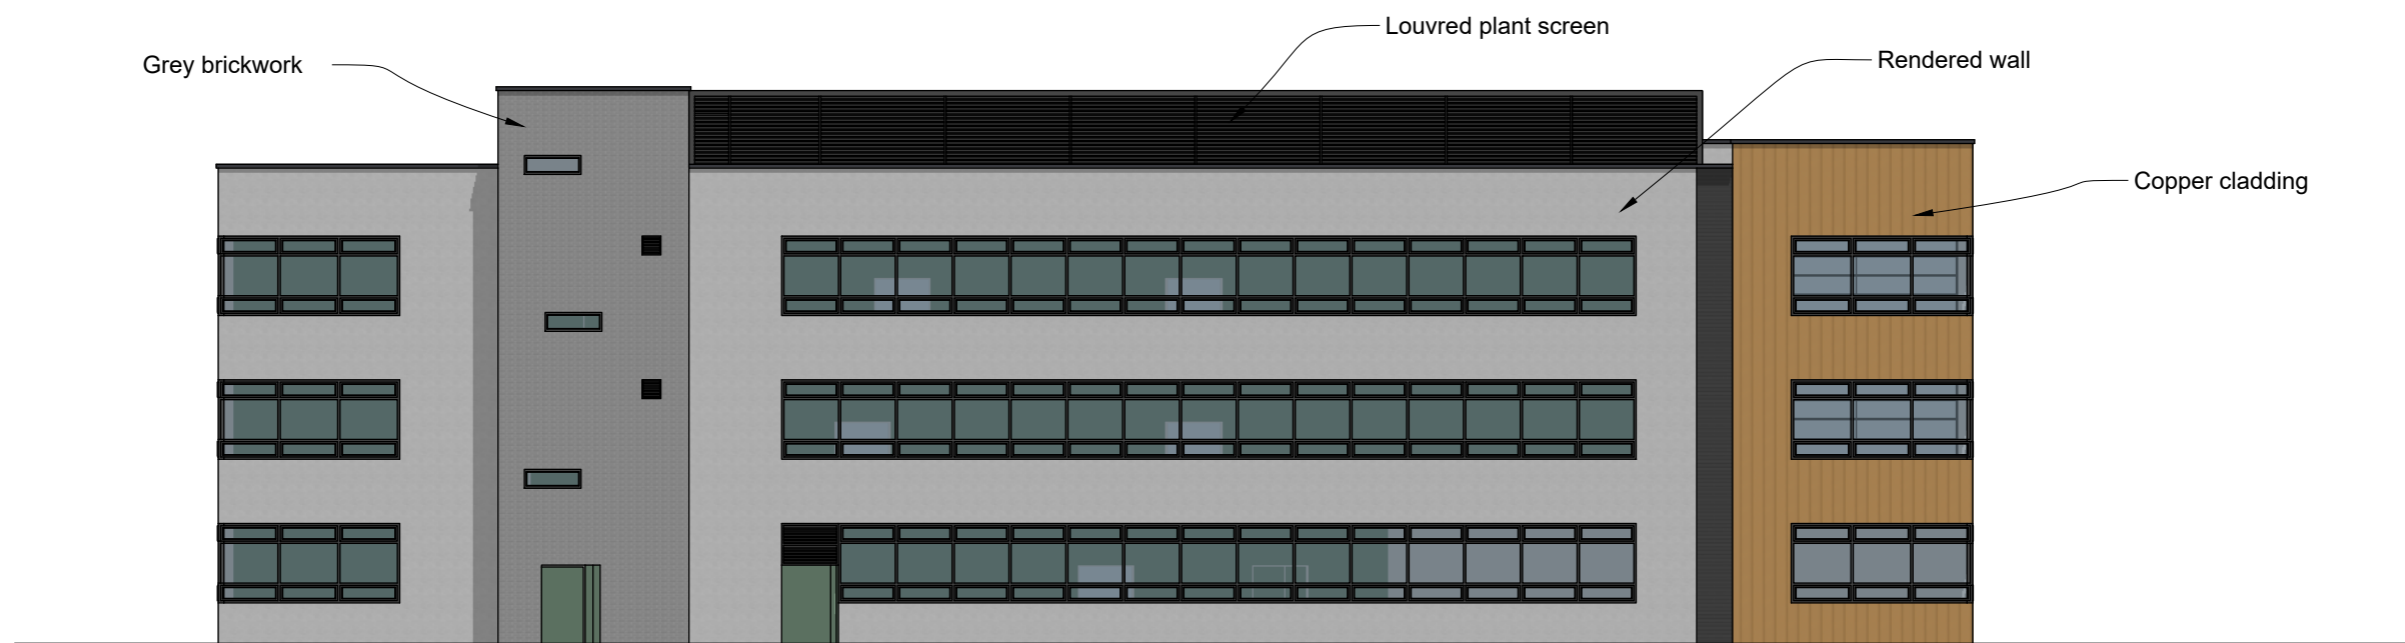 Louvred plant screen
Grey brickwork
Rendered wall
Copper cladding